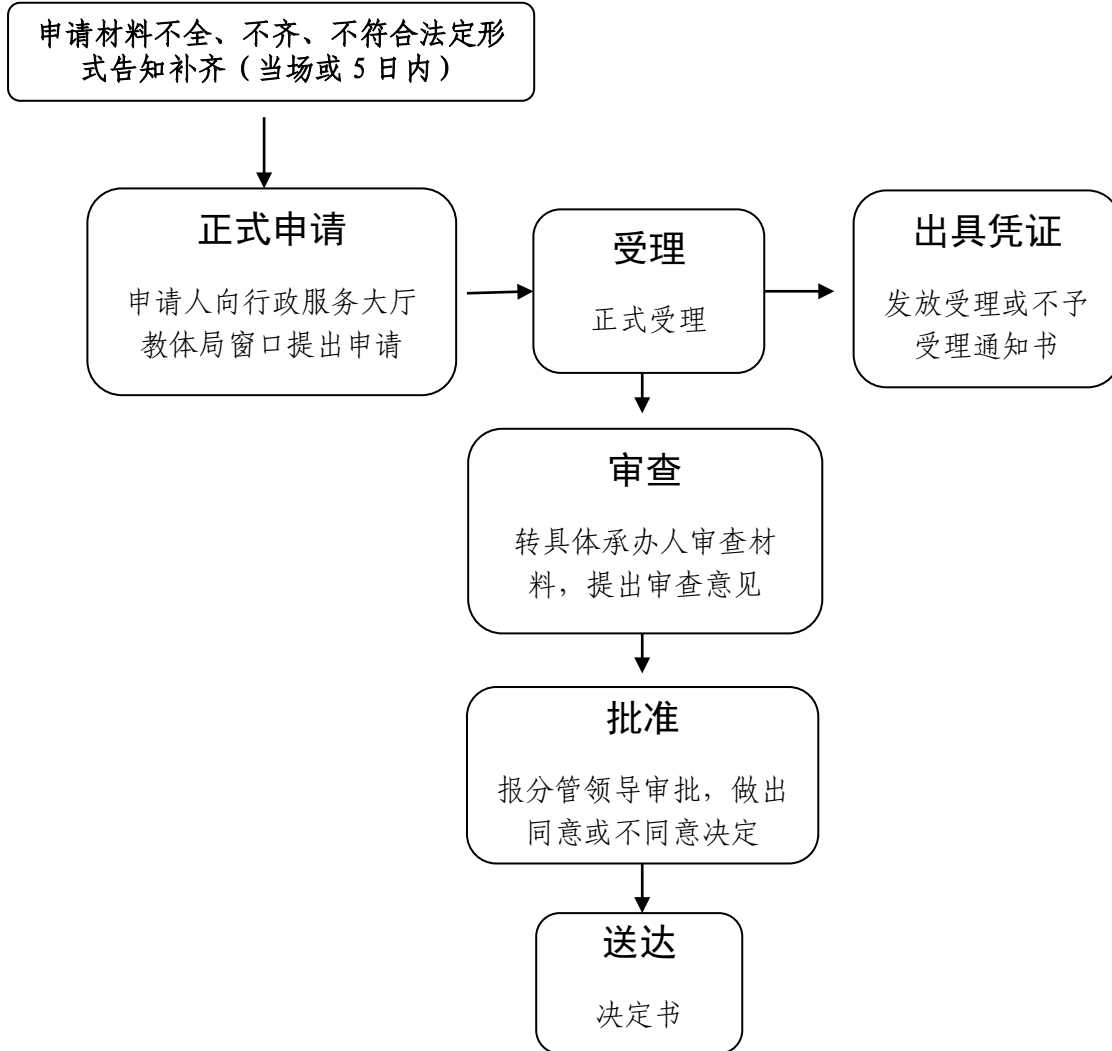 申请材料不全、不齐、不符合法定形
式告知补齐（当场或 5 日内）
正式申请
申请人向行政服务大厅
教体局窗口提出申请
受理
正式受理
出具凭证
发放受理或不予
受理通知书
审查
转具体承办人审查材
料，提出审查意见
批准
报分管领导审批，做出
同意或不同意决定
送达
决定书